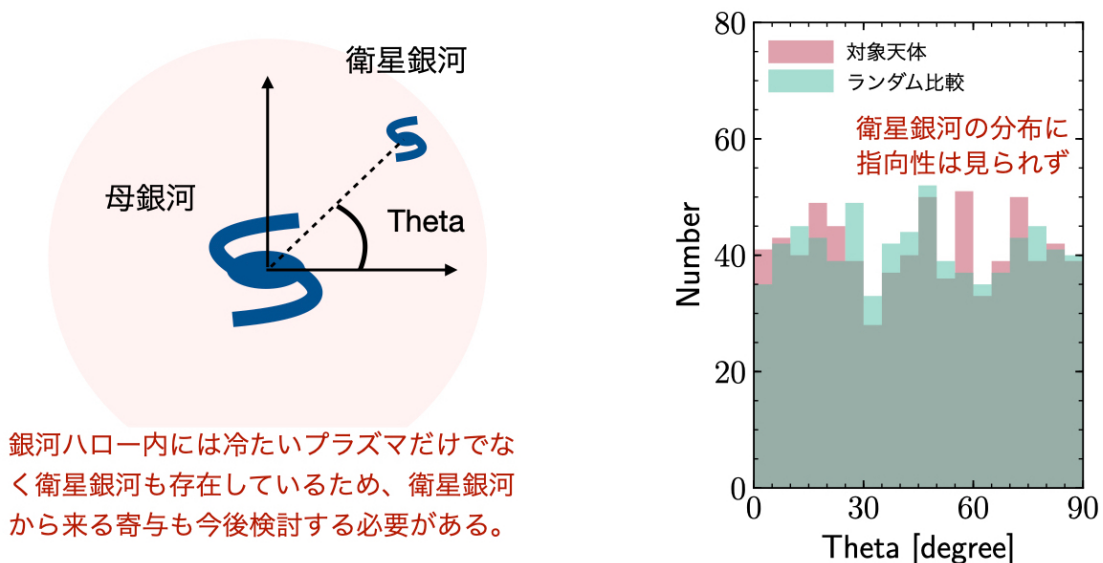 衛星銀河
母銀河
Theta
銀河ハロー内には冷たいプラズマだけでな
く衛星銀河も存在しているため、衛星銀河
から来る寄与も今後検討する必要がある。
対象天体
ランダム比較
衛星銀河の分布に
指向性は見られず
80
60
40
20
0
Number
0 30 60 90
Theta [degree]